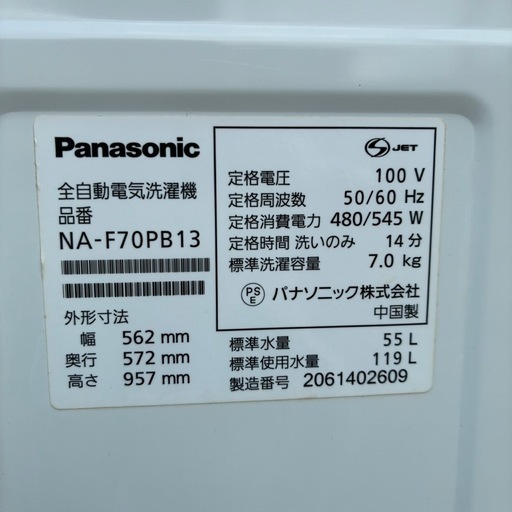 Panasonic
全自動電気洗濯機
品番
NA-F70PB13
外形寸法
幅 562 mm
奥行 572 mm
高さ 957 mm
S JET
定格電圧 100 V
定格周波数 50/60 Hz
定格消費電力 480/545 W
定格時間 洗いのみ 14 分
標準洗濯容量 7.0 kg
PS E パナソニック株式会社
中国製
標準水量 55 L
標準使用水量 119 L
製造番号 2061402609